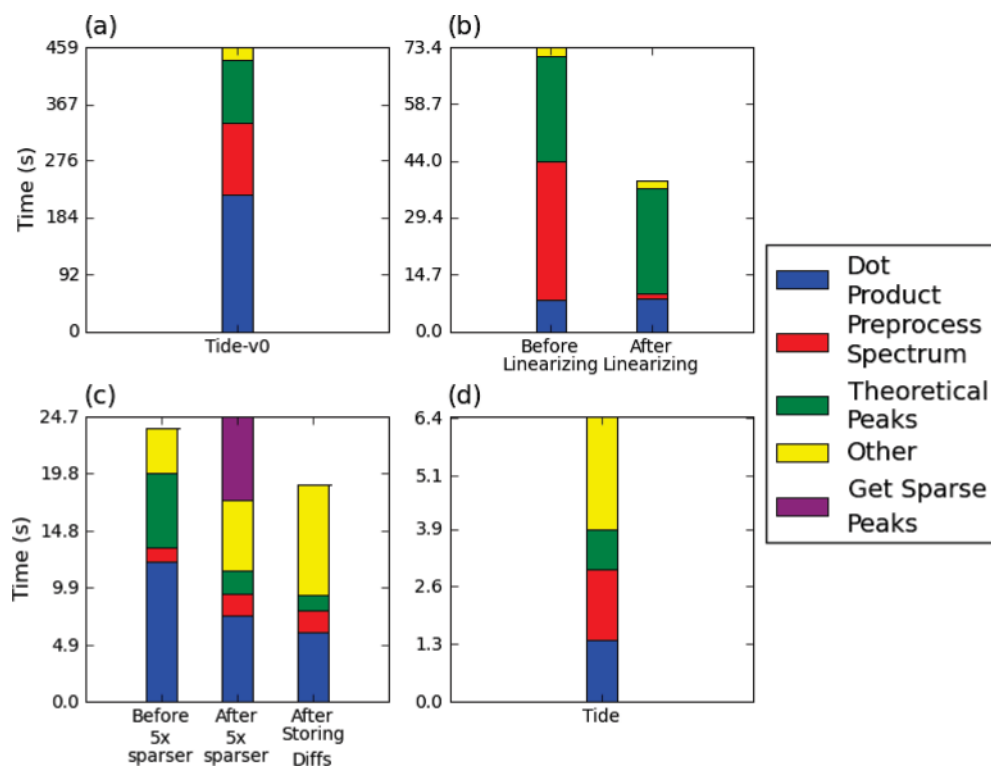 (a)
459
367
276
184
92
0
Time (s)
Tide-v0
(b)
73.4
58.7
44.0
29.4
14.7
0.0
Before
Linearizing
After
Linearizing
(c)
24.7
19.8
14.8
9.9
4.9
0.0
Time (s)
Before
5x
sparser
After
5x
sparser
After
Storing
Diffs
(d)
6.4
5.1
3.9
2.6
1.3
0.0
Tide
Dot
Product
Preprocess
Spectrum
Theoretical
Peaks
Other
Get Sparse
Peaks